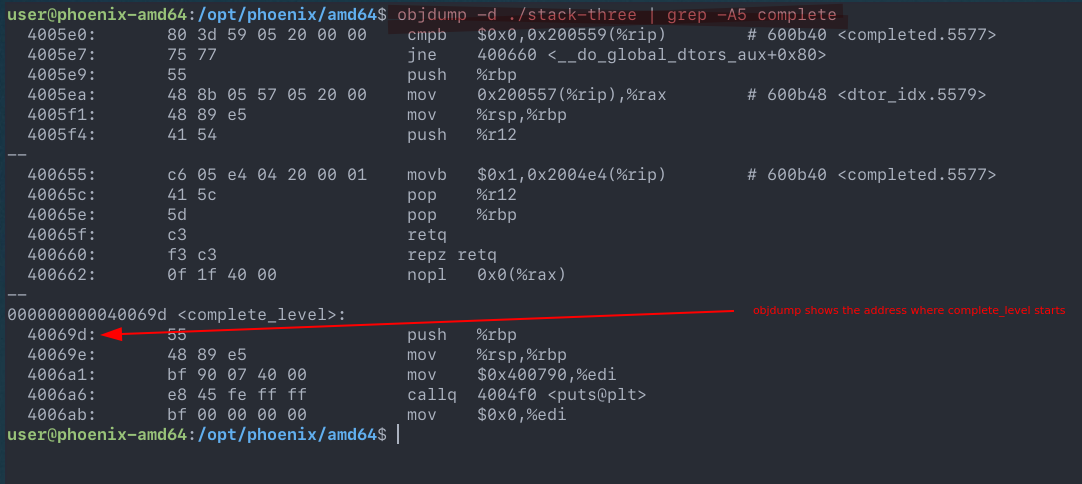 user@phoenix-amd64:/opt/phoenix/amd64$ objdump -d ./stack-three | grep -A5 complete
4005e0: 80 3d 59 05 20 00 00 cmpb $0x0,0x200559(%rip) # 600b40 <completed.5577>
4005e7: 75 77 jne 400660 <__do_global_dtors_aux+0x80>
4005e9: 55 push %rbp
4005ea: 48 8b 05 57 05 20 00 mov 0x200557(%rip),%rax # 600b48 <dtor_idx.5579>
4005f1: 48 89 e5 mov %rsp,%rbp
4005f4: 41 54 push %r12
--
400655: c6 05 e4 04 20 00 01 movb $0x1,0x2004e4(%rip) # 600b40 <completed.5577>
40065c: 41 5c pop %r12
40065e: 5d pop %rbp
40065f: c3 retq
400660: f3 c3 repz retq
400662: 0f 1f 40 00 nopl 0x0(%rax)
--
000000000040069d <complete_level>:
objdump shows the address where complete_level starts
40069d: 55 push %rbp
40069e: 48 89 e5 mov %rsp,%rbp
4006a1: bf 90 07 40 00 mov $0x400790,%edi
4006a6: e8 45 fe ff ff callq 4004f0 <puts@plt>
4006ab: bf 00 00 00 00 mov $0x0,%edi
user@phoenix-amd64:/opt/phoenix/amd64$